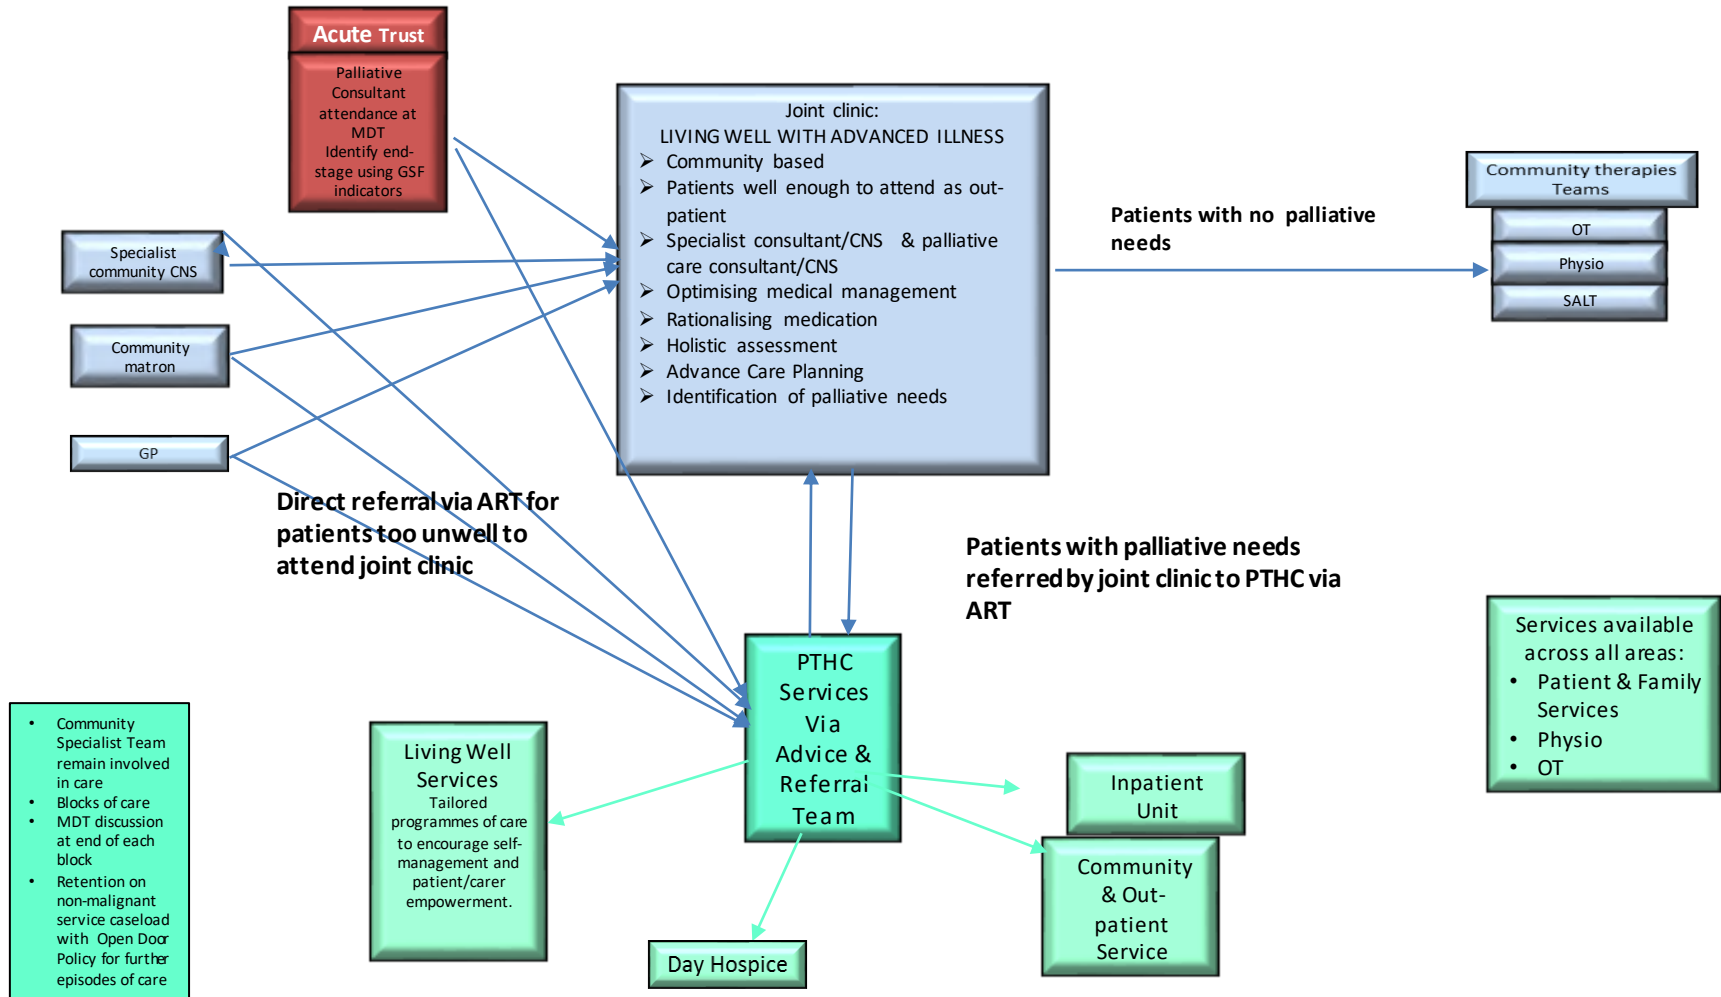 Acute Trust
Palliative
Consultant
attendance at
MDT
Identify end-
stage using GSF
indicators
Specialist
community CNS
Community
matron
GP
Joint clinic:
LIVING WELL WITH ADVANCED ILLNESS
➢ Community based
➢ Patients well enough to attend as out-
patient
➢ Specialist consultant/CNS & palliative
care consultant/CNS
➢ Optimising medical management
➢ Rationalising medication
➢ Holistic assessment
➢ Advance Care Planning
➢ Identification of palliative needs
Patients with no palliative
needs
Community therapies
Teams
OT
Physio
SALT
Direct referral via ART for
patients too unwell to
attend joint clinic
Patients with palliative needs
referred by joint clinic to PTHC via
ART
PTHC
Services
Via
Advice &
Referral
Team
Services available
across all areas:
• Patient & Family
Services
• Physio
• OT
• Community
Specialist Team
remain involved
in care
• Blocks of care
• MDT discussion
at end of each
block
• Retention on
non-malignant
service caseload
with Open Door
Policy for further
episodes of care
Living Well
Services
Tailored
programmes of care
to encourage self-
management and
patient/carer
empowerment.
Day Hospice
Inpatient
Unit
Community
& Out-
patient
Service